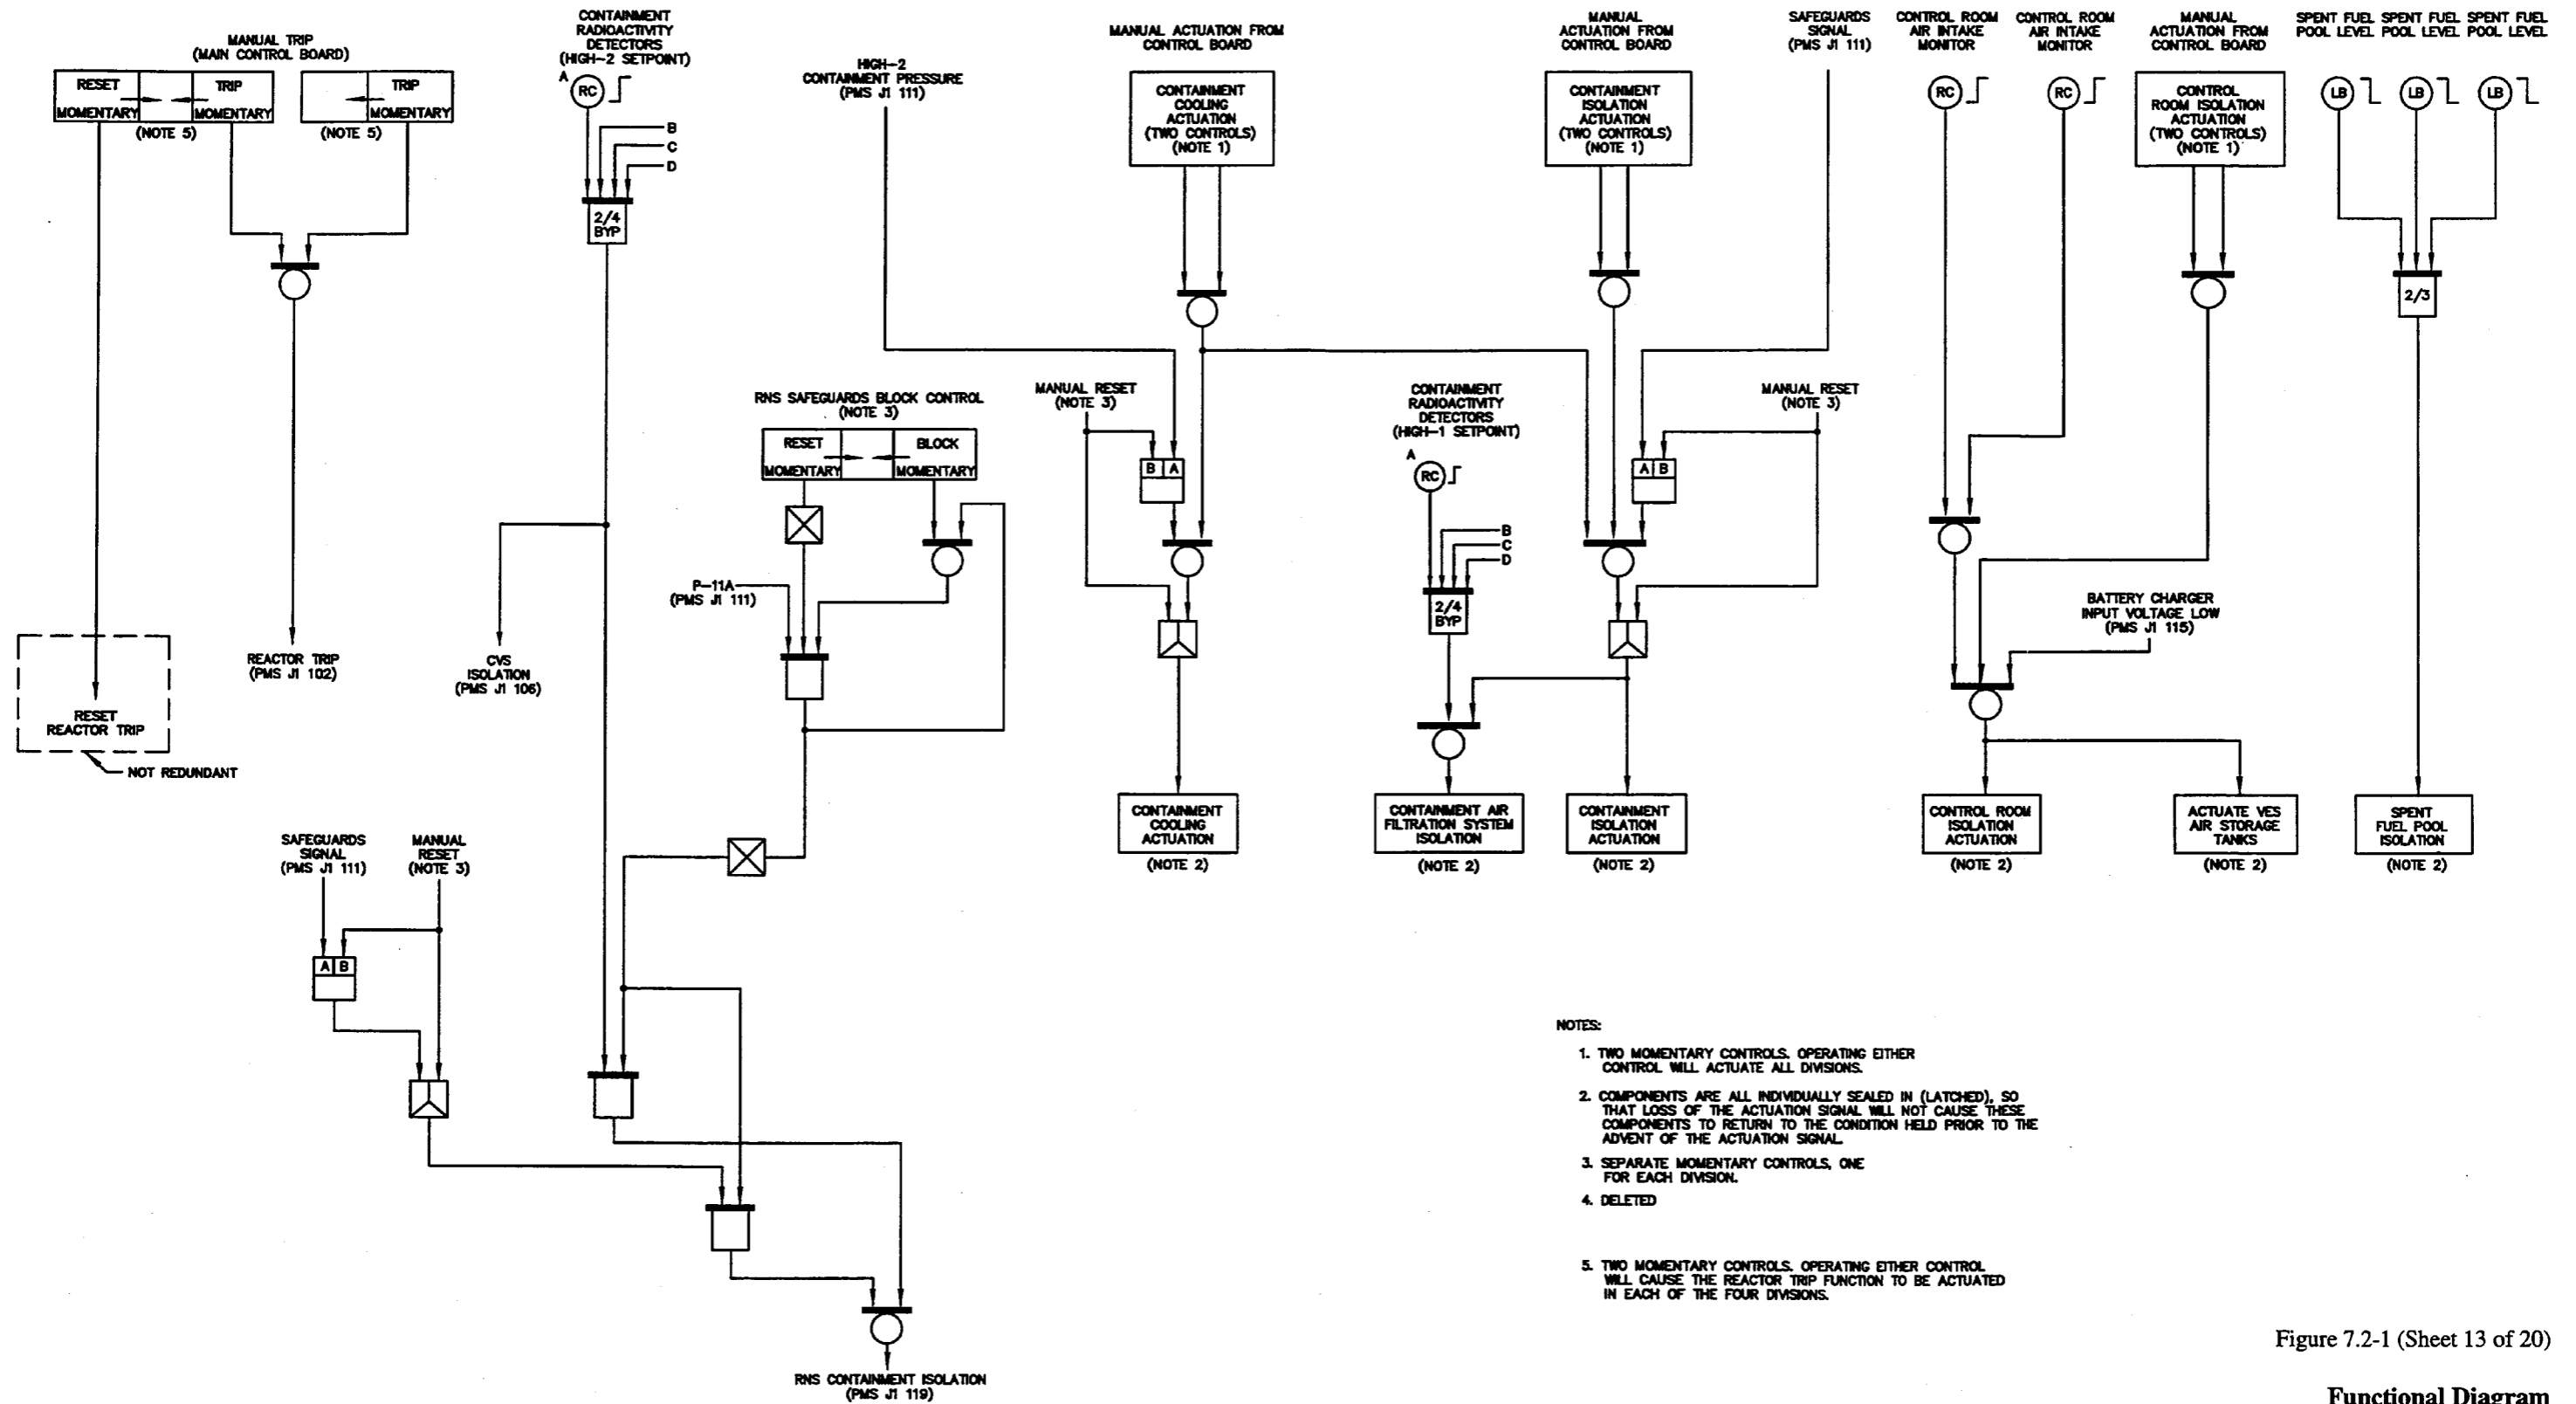 MANUAL TRIP
(MAIN CONTROL BOARD)
RESET
MOMENTARY
TRIP
MOMENTARY
(NOTE 5)
TRIP
MOMENTARY
(NOTE 5)
CONTAINMENT
RADIOACTIVITY
DETECTORS
(HIGH-2 SETPOINT)
A
RC
B
C
D
2/4
BYP
HIGH-2
CONTAINMENT PRESSURE
(PMS J1 111)
MANUAL ACTUATION FROM
CONTROL BOARD
CONTAINMENT
COOLING
ACTUATION
(TWO CONTROLS)
(NOTE 1)
MANUAL
ACTUATION FROM
CONTROL BOARD
CONTAINMENT
ISOLATION
ACTUATION
(TWO CONTROLS)
(NOTE 1)
SAFEGUARDS
SIGNAL
(PMS J1 111)
CONTROL ROOM
AIR INTAKE
MONITOR
RC
CONTROL ROOM
AIR INTAKE
MONITOR
RC
MANUAL
ACTUATION FROM
CONTROL BOARD
CONTROL
ROOM ISOLATION
ACTUATION
(TWO CONTROLS)
(NOTE 1)
SPENT FUEL SPENT FUEL SPENT FUEL
POOL LEVEL POOL LEVEL POOL LEVEL
LB
LB
LB
2/3
RNS SAFEGUARDS BLOCK CONTROL
(NOTE 3)
RESET
MOMENTARY
BLOCK
MOMENTARY
P-11A
(PMS J1 111)
MANUAL RESET
(NOTE 3)
B A
CONTAINMENT
RADIOACTIVITY
DETECTORS
(HIGH-1 SETPOINT)
A
RC
B
C
D
2/4
BYP
MANUAL RESET
(NOTE 3)
A B
BATTERY CHARGER
INPUT VOLTAGE LOW
(PMS J1 115)
RESET
REACTOR TRIP
NOT REDUNDANT
REACTOR TRIP
(PMS J1 102)
CVS
ISOLATION
(PMS J1 106)
CONTAINMENT
COOLING
ACTUATION
(NOTE 2)
CONTAINMENT AIR
FILTRATION SYSTEM
ISOLATION
(NOTE 2)
CONTAINMENT
ISOLATION
ACTUATION
(NOTE 2)
CONTROL ROOM
ISOLATION
ACTUATION
(NOTE 2)
ACTUATE VES
AIR STORAGE
TANKS
(NOTE 2)
SPENT
FUEL POOL
ISOLATION
(NOTE 2)
SAFEGUARDS
SIGNAL
(PMS J1 111)
MANUAL
RESET
(NOTE 3)
A B
RNS CONTAINMENT ISOLATION
(PMS J1 119)
NOTES:
1. TWO MOMENTARY CONTROLS. OPERATING EITHER
CONTROL WILL ACTUATE ALL DIVISIONS.
2. COMPONENTS ARE ALL INDIVIDUALLY SEALED IN (LATCHED), SO
THAT LOSS OF THE ACTUATION SIGNAL WILL NOT CAUSE THESE
COMPONENTS TO RETURN TO THE CONDITION HELD PRIOR TO THE
ADVENT OF THE ACTUATION SIGNAL.
3. SEPARATE MOMENTARY CONTROLS, ONE
FOR EACH DIVISION.
4. DELETED
5. TWO MOMENTARY CONTROLS. OPERATING EITHER CONTROL
WILL CAUSE THE REACTOR TRIP FUNCTION TO BE ACTUATED
IN EACH OF THE FOUR DIVISIONS.
Figure 7.2-1 (Sheet 13 of 20)
Functional Diagram